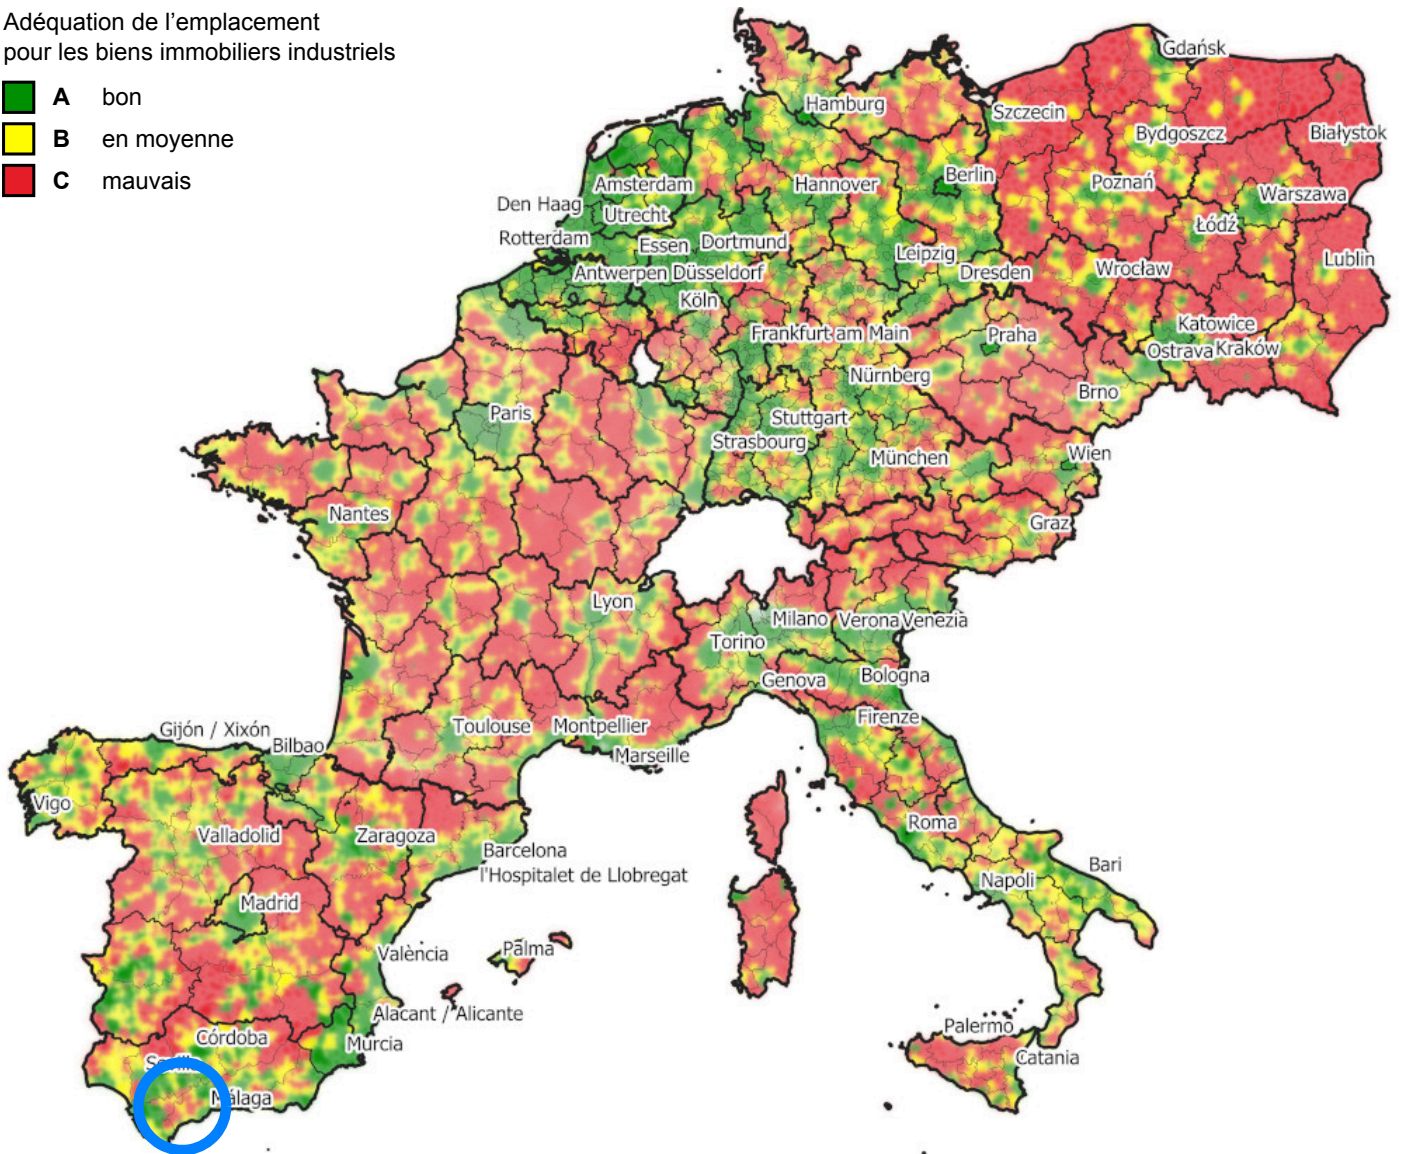 Adéquation de l’emplacement
pour les biens immobiliers industriels
A bon
B en moyenne
C mauvais
Gdańsk
Hamburg
Szczecin
Bydgoszcz
Białystok
Amsterdam
Hannover
Berlin
Poznań
Warszawa
Den Haag
Utrecht
Łódź
Rotterdam
Essen
Dortmund
Leipzig
Lublin
Antwerpen
Düsseldorf
Dresden
Wrocław
Köln
Katowice
Frankfurt am Main
Praha
Ostrava
Kraków
Nürnberg
Brno
Paris
Stuttgart
Strasbourg
München
Wien
Nantes
Graz
Lyon
Milano
Verona
Venezia
Torino
Genova
Bologna
Firenze
Gijón / Xixón
Bilbao
Toulouse
Montpellier
Marseille
Vigo
Valladolid
Zaragoza
Roma
Barcelona
l'Hospitalet de Llobregat
Bari
Napoli
Madrid
València
Palma
Alacant / Alicante
Palermo
Córdoba
Murcia
Catania
Málaga